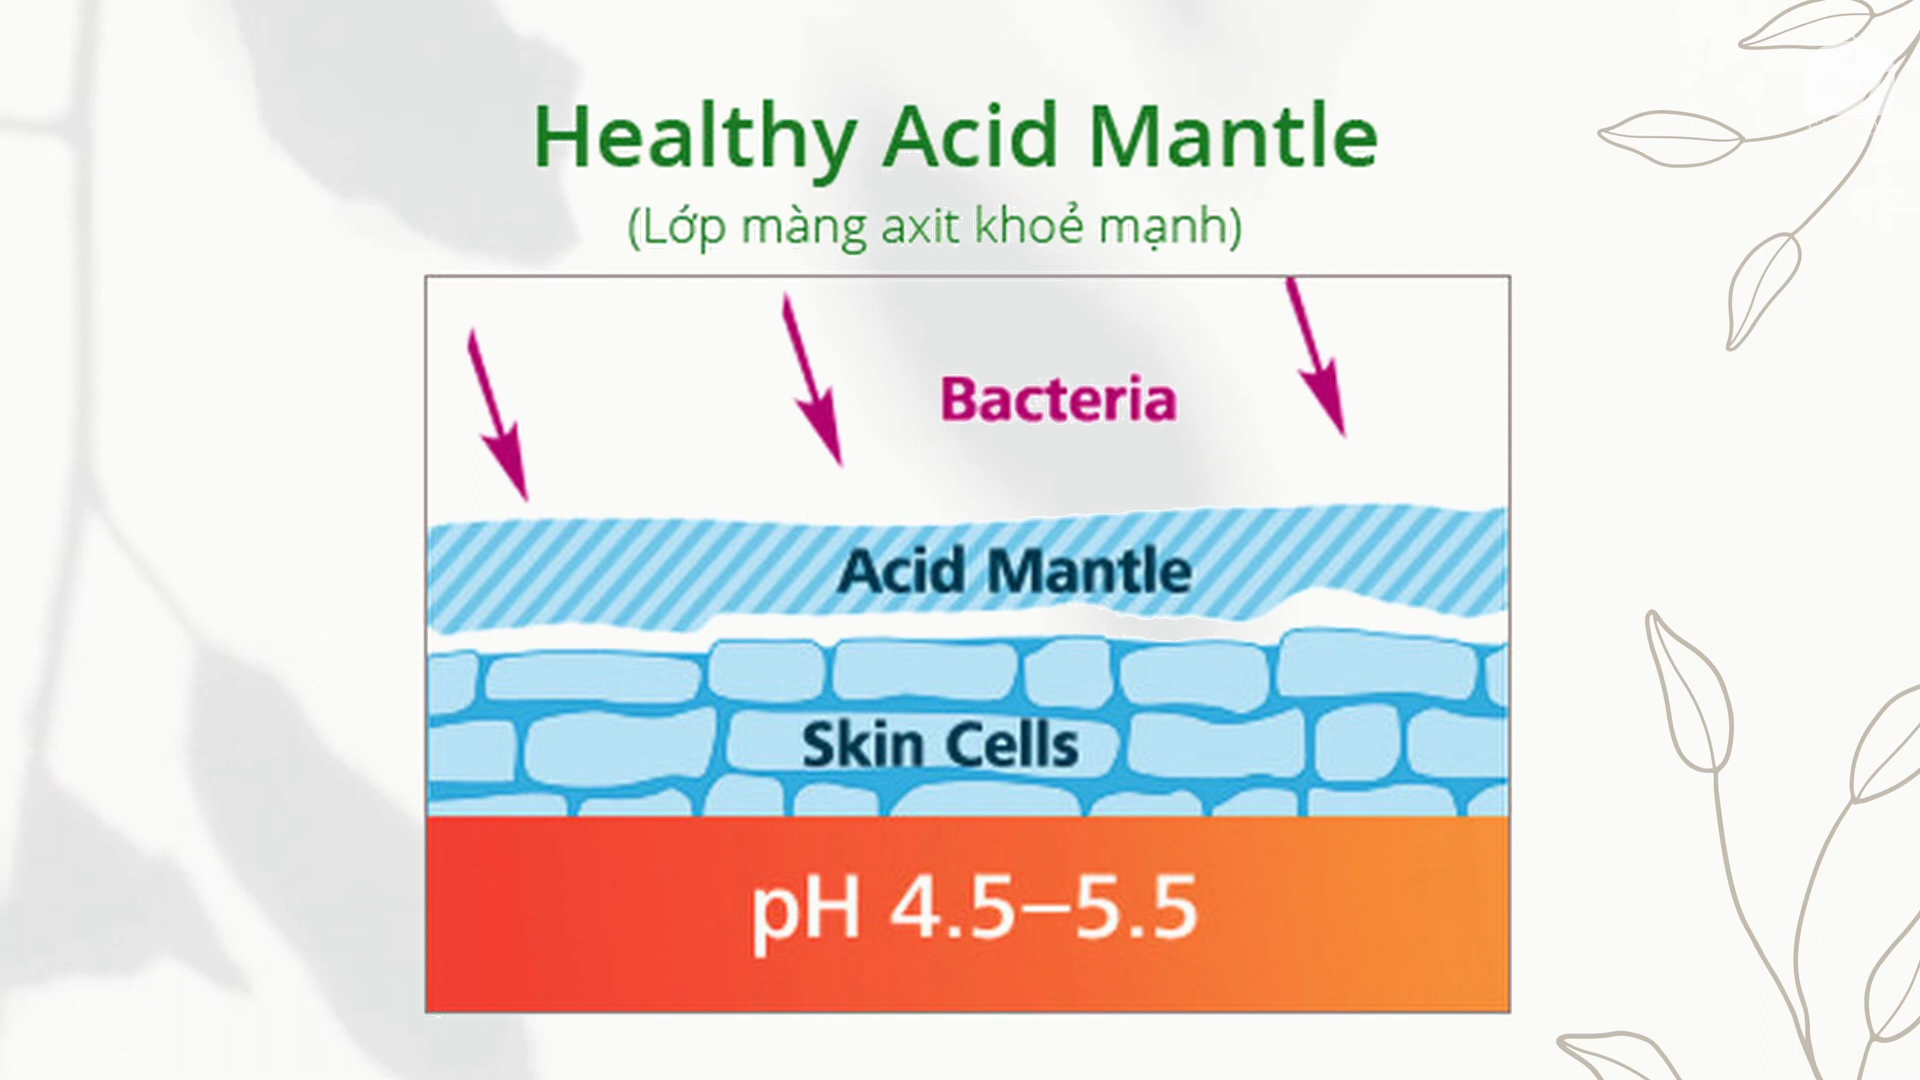 Healthy Acid Mantle
(Lớp màng axit khoẻ mạnh)
Bacteria
Acid Mantle
Skin Cells
pH 4.5–5.5